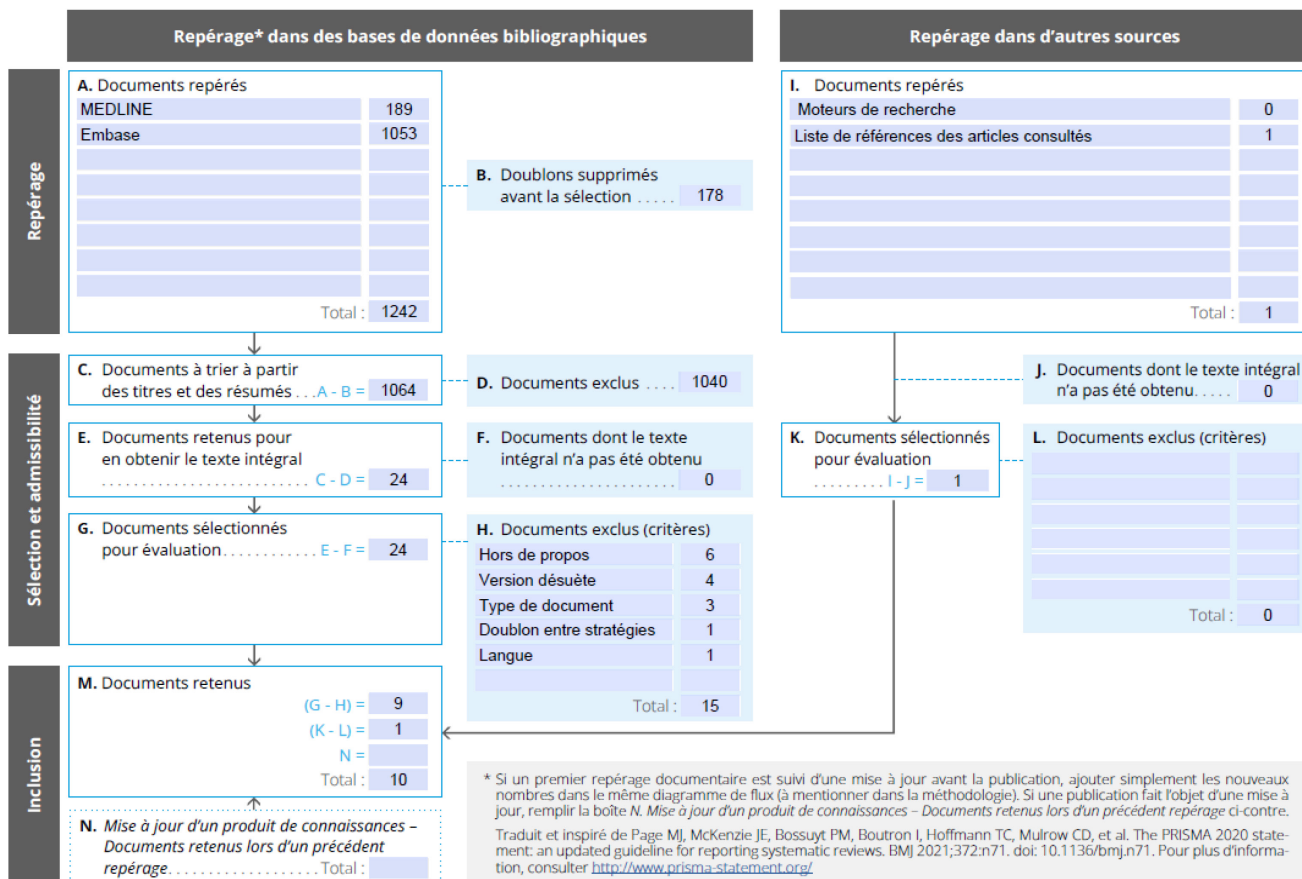 Repérage* dans des bases de données bibliographiques
Repérage dans d'autres sources
Repérage
A. Documents repérés
MEDLINE 189
Embase 1053
Total : 1242
B. Doublons supprimés
avant la sélection ..... 178
I. Documents repérés
Moteurs de recherche 0
Liste de références des articles consultés 1
Total : 1
Sélection et admissibilité
C. Documents à trier à partir
des titres et des résumés ...A - B = 1064
D. Documents exclus .... 1040
E. Documents retenus pour
en obtenir le texte intégral
.......................... C - D = 24
F. Documents dont le texte
intégral n'a pas été obtenu
...................... 0
G. Documents sélectionnés
pour évaluation............ E - F = 24
H. Documents exclus (critères)
Hors de propos 6
Version désuète 4
Type de document 3
Doublon entre stratégies 1
Langue 1
Total : 15
J. Documents dont le texte intégral
n'a pas été obtenu..... 0
K. Documents sélectionnés
pour évaluation
......... I - J = 1
L. Documents exclus (critères)
Total : 0
Inclusion
M. Documents retenus
(G - H) = 9
(K - L) = 1
N =
Total : 10
N. Mise à jour d'un produit de connaissances –
Documents retenus lors d'un précédent
repérage.................. Total :
* Si un premier repérage documentaire est suivi d'une mise à jour avant la publication, ajouter simplement les nouveaux
nombres dans le même diagramme de flux (à mentionner dans la méthodologie). Si une publication fait l'objet d'une mise à
jour, remplir la boîte N. Mise à jour d'un produit de connaissances – Documents retenus lors d'un précédent repérage ci-contre.
Traduit et inspiré de Page MJ, McKenzie JE, Bossuyt PM, Boutron I, Hoffmann TC, Mulrow CD, et al. The PRISMA 2020 state-
ment: an updated guideline for reporting systematic reviews. BMJ 2021;372:n71. doi: 10.1136/bmj.n71. Pour plus d'informa-
tion, consulter http://www.prisma-statement.org/